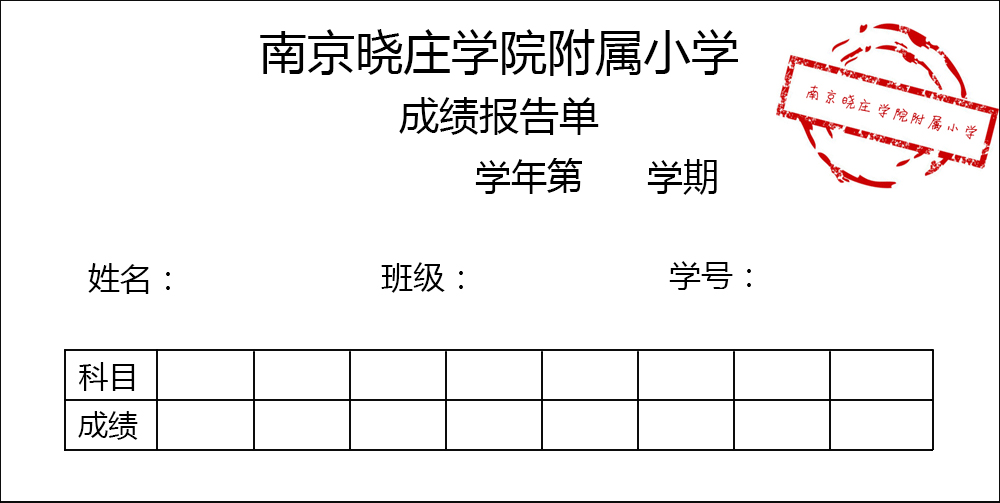 南京晓庄学院附属小学
南京晓庄学院附属小学
成绩报告单
学年第 学期
姓名： 班级： 学号：
科目
成绩